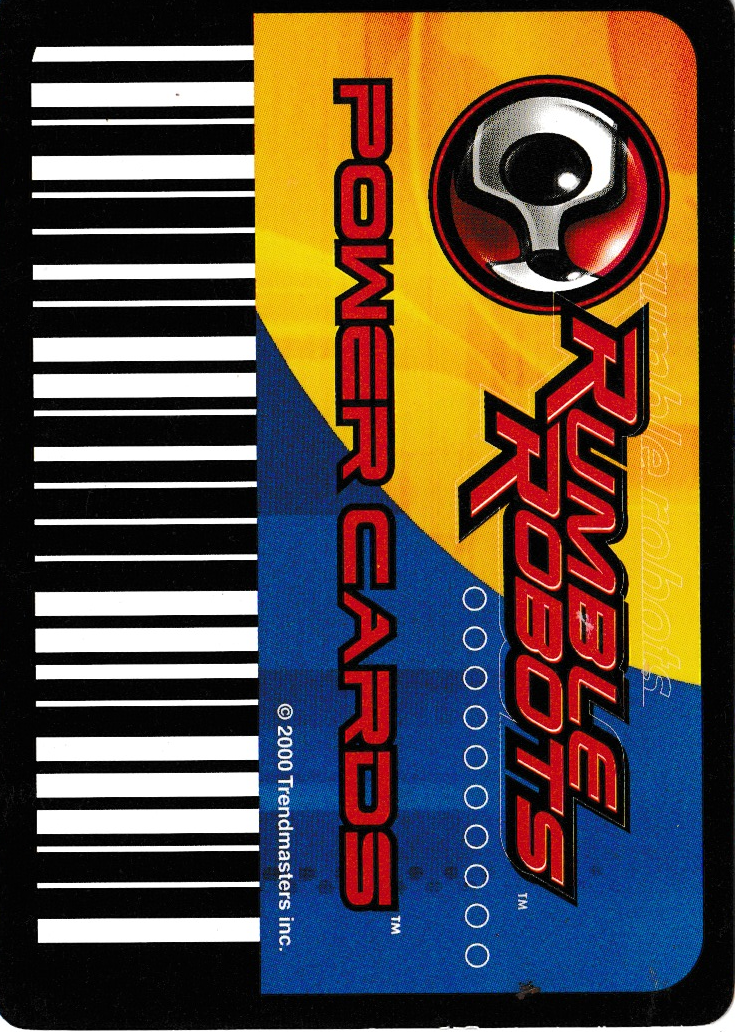 rumble robots
RUMBLE
ROBOTS™
POWER CARDS™
© 2000 Trendmasters inc.